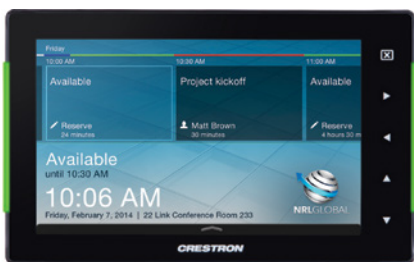 Friday
10:00 AM 10:30 AM 11:00 AM
Available Project kickoff Available
Reserve Matt Brown Reserve
24 minutes 30 minutes 4 hours 30 m
Available
until 10:30 AM
10:06 AM
Friday, February 7, 2014 | 22 Link Conference Room 233
NRLGLOBAL
CRESTRON